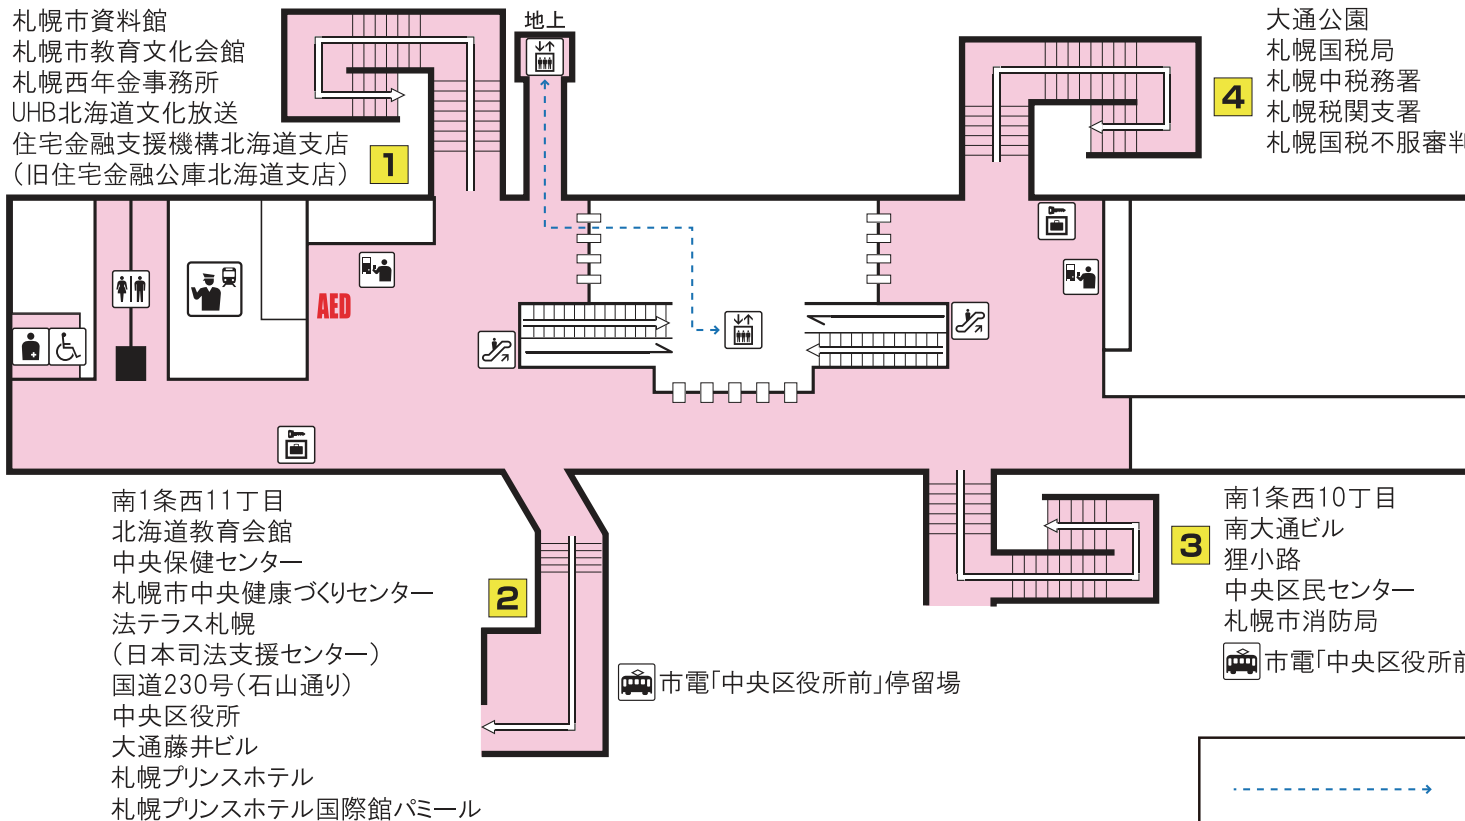 札幌市資料館
札幌市教育文化会館
札幌西年金事務所
UHB北海道文化放送
住宅金融支援機構北海道支店
（旧住宅金融公庫北海道支店）
1
地上
大通公園
札幌国税局
札幌中税務署
札幌税関支署
札幌国税不服審判
4
AED
南1条西11丁目
北海道教育会館
中央保健センター
札幌市中央健康づくりセンター
法テラス札幌
（日本司法支援センター）
国道230号（石山通り）
中央区役所
大通藤井ビル
札幌プリンスホテル
札幌プリンスホテル国際館パミール
2
市電「中央区役所前」停留場
3
南1条西10丁目
南大通ビル
狸小路
中央区民センター
札幌市消防局
市電「中央区役所前